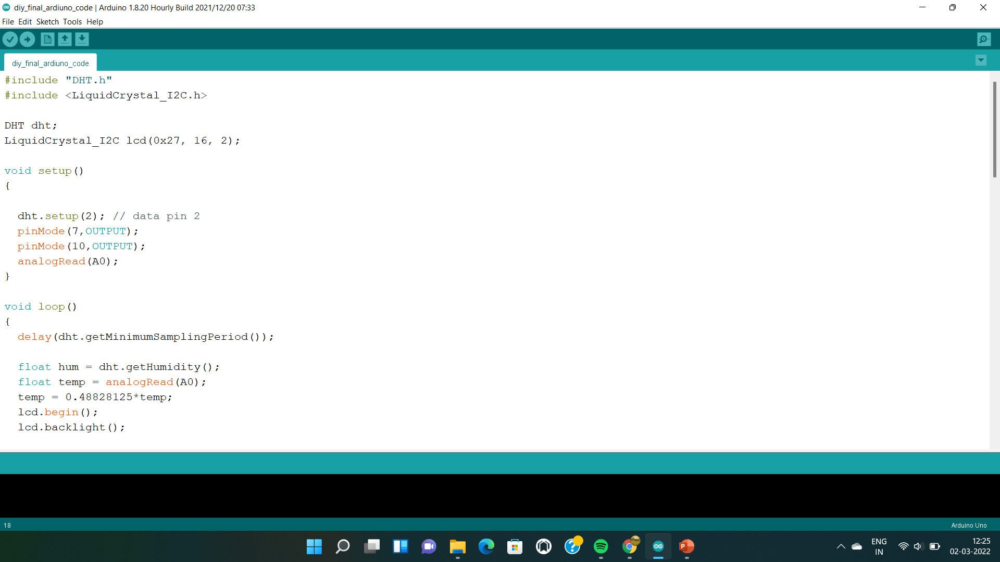 diy_final_ardiuno_code | Arduino 1.8.20 Hourly Build 2021/12/20 07:33
File Edit Sketch Tools Help
diy_final_ardiuno_code
#include "DHT.h"
#include <LiquidCrystal_I2C.h>
DHT dht;
LiquidCrystal_I2C lcd(0x27, 16, 2);
void setup()
{
dht.setup(2); // data pin 2
pinMode(7,OUTPUT);
pinMode(10,OUTPUT);
analogRead(A0);
}
void loop()
{
delay(dht.getMinimumSamplingPeriod());
float hum = dht.getHumidity();
float temp = analogRead(A0);
temp = 0.48828125*temp;
lcd.begin();
lcd.backlight();
18
Arduino Uno
ENG
IN
12:25
02-03-2022